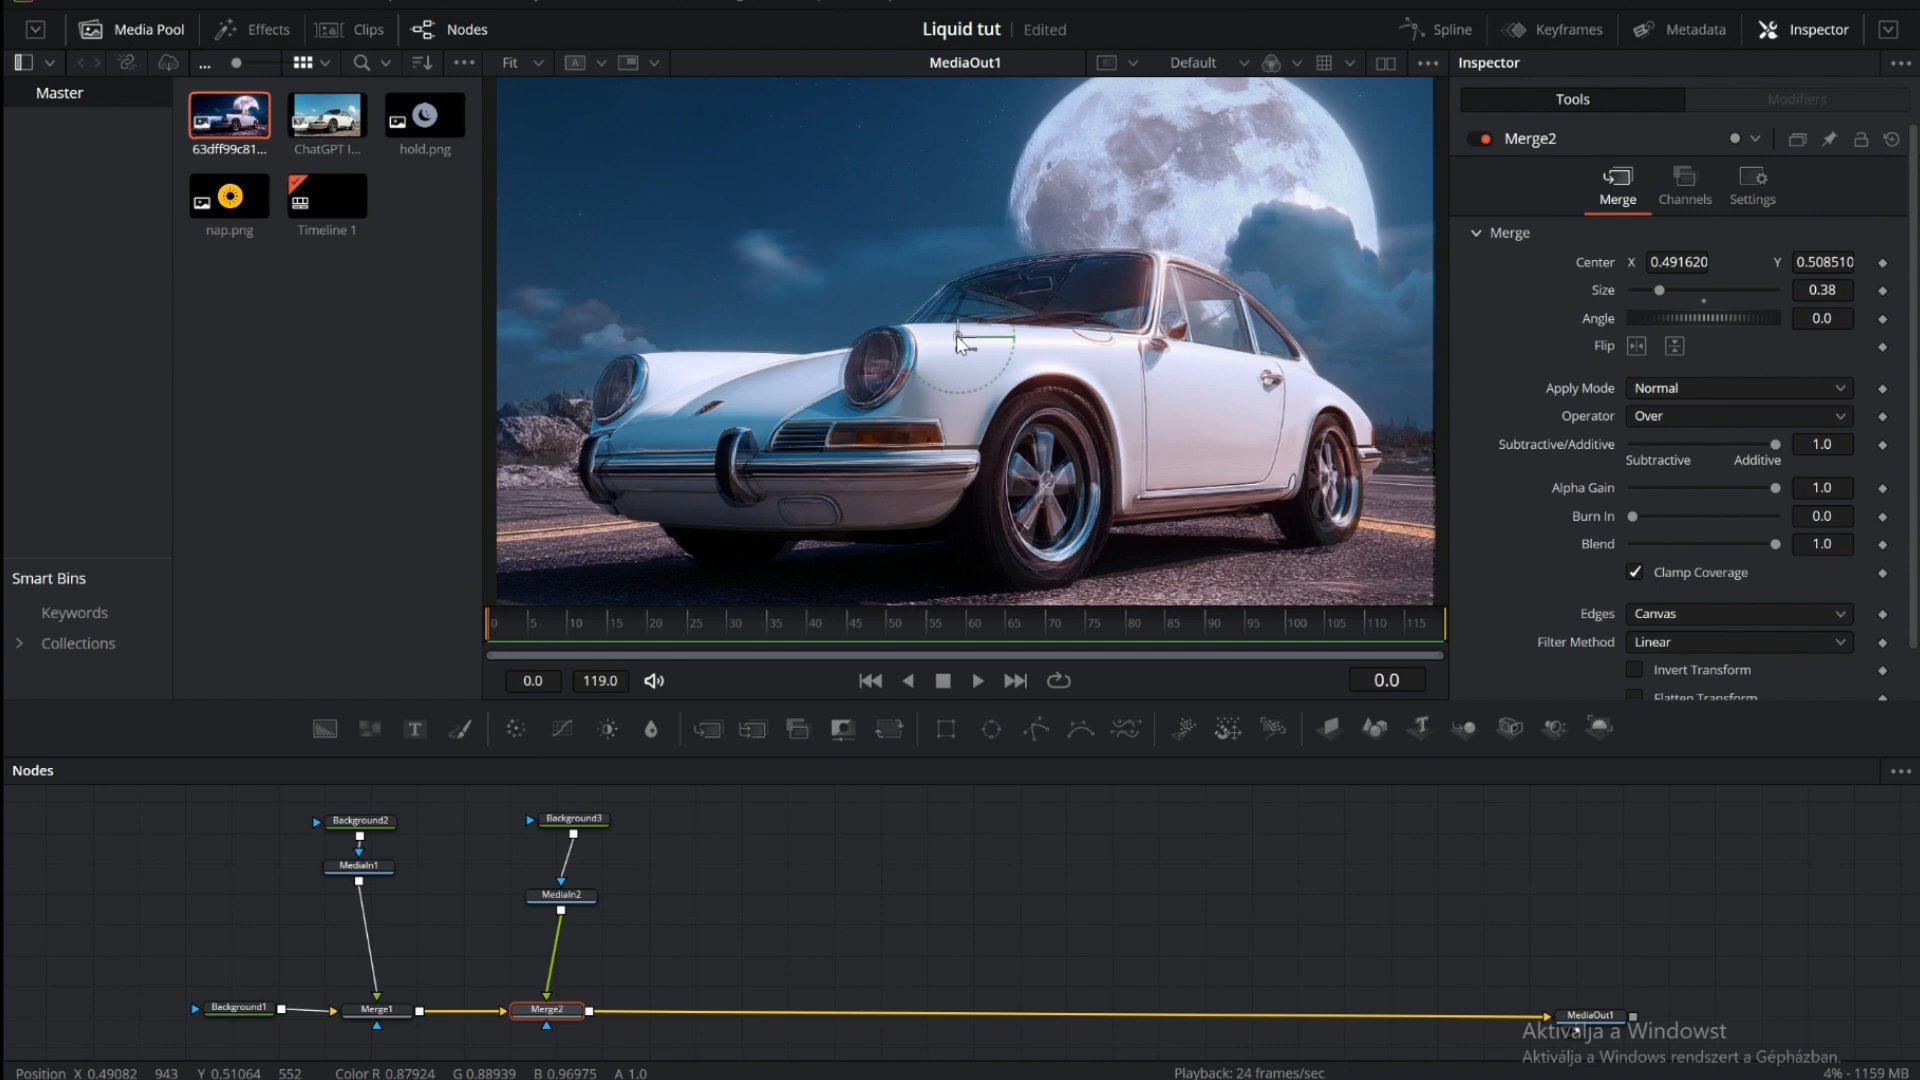 Media Pool
Effects
Clips
Nodes
Liquid tut
Edited
Spline
Keyframes
Metadata
Inspector
...
Fit
A
MediaOut1
Default
Inspector
Master
63dff99c81...
ChatGPT I...
hold.png
nap.png
Timeline 1
Tools
Modifiers
Merge2
Merge
Channels
Settings
Merge
Center X 0.491620 Y 0.508510
Size 0.38
Angle 0.0
Flip
Apply Mode Normal
Operator Over
Subtractive/Additive 1.0
Subtractive Additive
Alpha Gain 1.0
Burn In 0.0
Blend 1.0
Clamp Coverage
Edges Canvas
Filter Method Linear
Invert Transform
Flatten Transform
Smart Bins
Keywords
Collections
0 5 10 15 20 25 30 35 40 45 50 55 60 65 70 75 80 85 90 95 100 105 110 115
0.0 119.0 0.0
T
Nodes
Background2
Background3
MediaIn1
MediaIn2
Background1
Merge1
Merge2
MediaOut1
Aktiválja a Windowst
Aktiválja a Windows rendszert a Gépházban.
Position X 0.49082 943 Y 0.51064 552 Color R 0.87924 G 0.88939 B 0.96975 A 1.0
Playback: 24 frames/sec
4% - 1159 MB